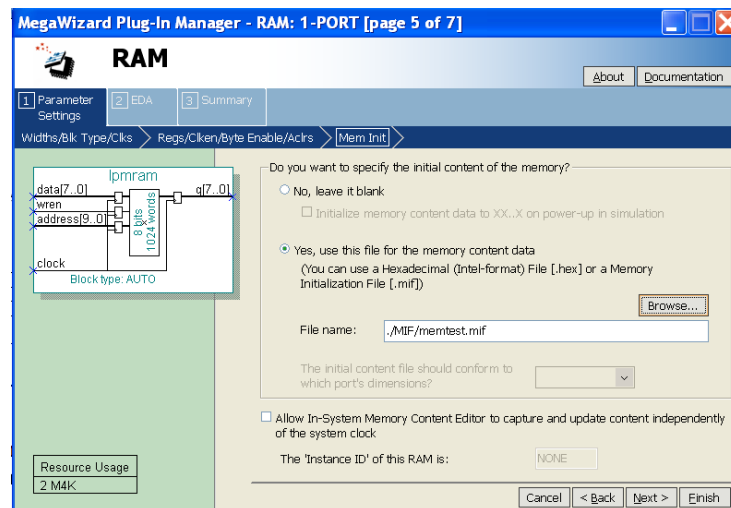 MegaWizard Plug-In Manager - RAM: 1-PORT [page 5 of 7]
RAM
About
Documentation
1 Parameter Settings
2 EDA
3 Summary
Widths/Blk Type/Clks
Regs/Clken/Byte Enable/Aclrs
Mem Init
lpmram
data[7..0]
q[7..0]
wren
address[9..0]
8 bits
x
1024 words
clock
Block type: AUTO
Do you want to specify the initial content of the memory?
No, leave it blank
Initialize memory content data to XX..X on power-up in simulation
Yes, use this file for the memory content data
(You can use a Hexadecimal (Intel-format) File [.hex] or a Memory
Initialization File [.mif])
Browse...
File name:
./MIF/memtest.mif
The initial content file should conform to
which port's dimensions?
Allow In-System Memory Content Editor to capture and update content independently
of the system clock
The 'Instance ID' of this RAM is:
NONE
Resource Usage
2 M4K
Cancel
< Back
Next >
Finish